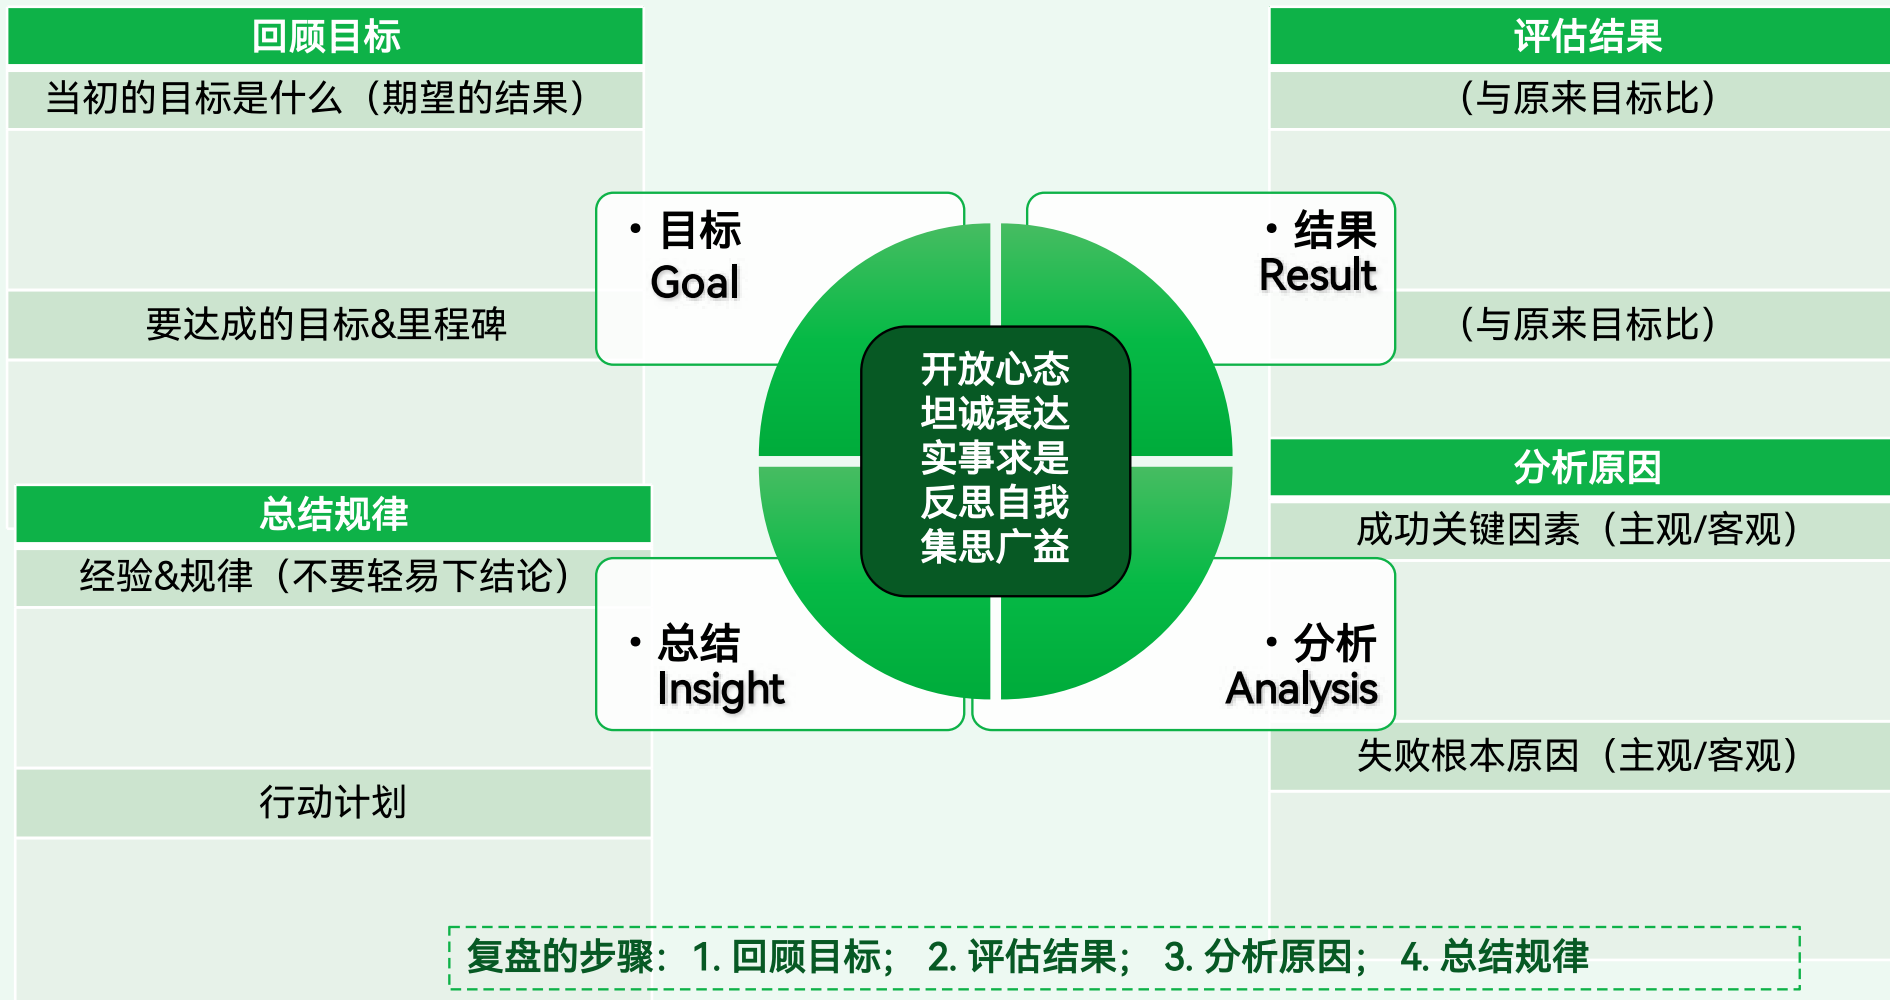 回顾目标
当初的目标是什么（期望的结果）
要达成的目标&里程碑
评估结果
（与原来目标比）
（与原来目标比）
• 目标
Goal
• 结果
Result
开放心态
坦诚表达
实事求是
反思自我
集思广益
总结规律
经验&规律（不要轻易下结论）
行动计划
• 总结
Insight
• 分析
Analysis
分析原因
成功关键因素（主观/客观）
失败根本原因（主观/客观）
复盘的步骤：1. 回顾目标； 2. 评估结果； 3. 分析原因； 4. 总结规律